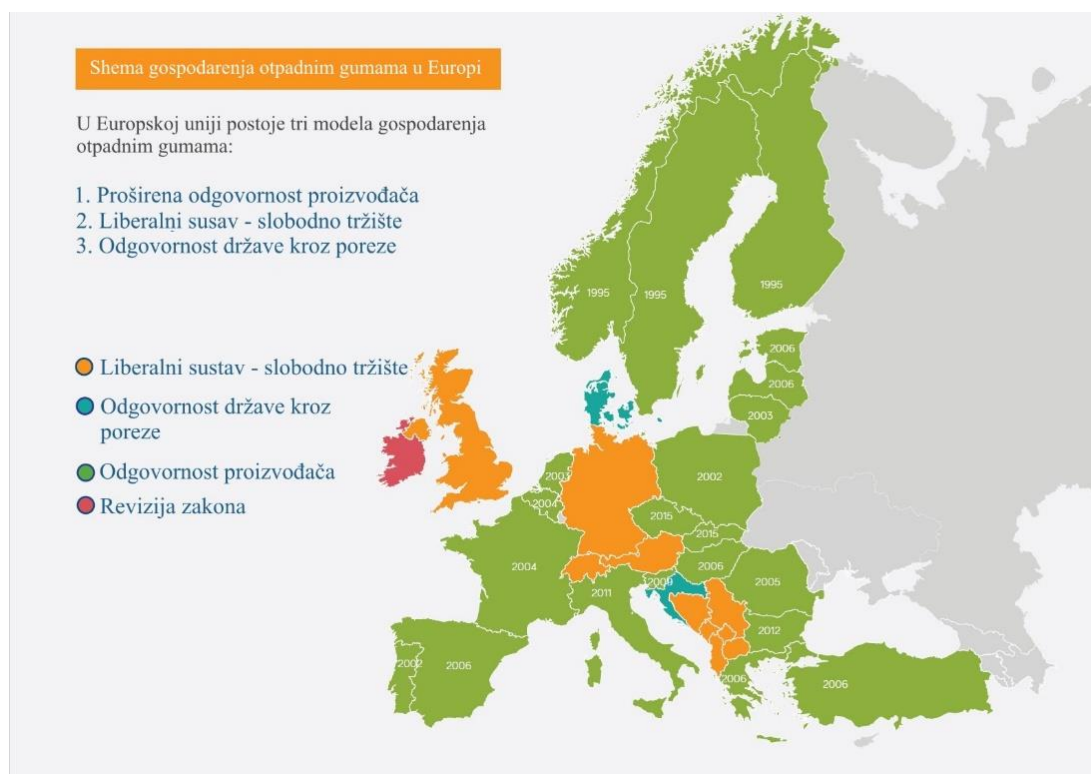 Shema gospodarenja otpadnim gumama u Europi
U Europskoj uniji postoje tri modela gospodarenja
otpadnim gumama:
1. Proširena odgovornost proizvođača
2. Liberalni susav - slobodno tržište
3. Odgovornost države kroz poreze
Liberalni sustav - slobodno tržište
Odgovornost države kroz
poreze
Odgovornost proizvođača
Revizija zakona
1995
1995
1995
2006
2006
2003
2003
2004
2002
2015
2015
2004
2006
2005
2009
2011
2012
2002
2006
2006
2006